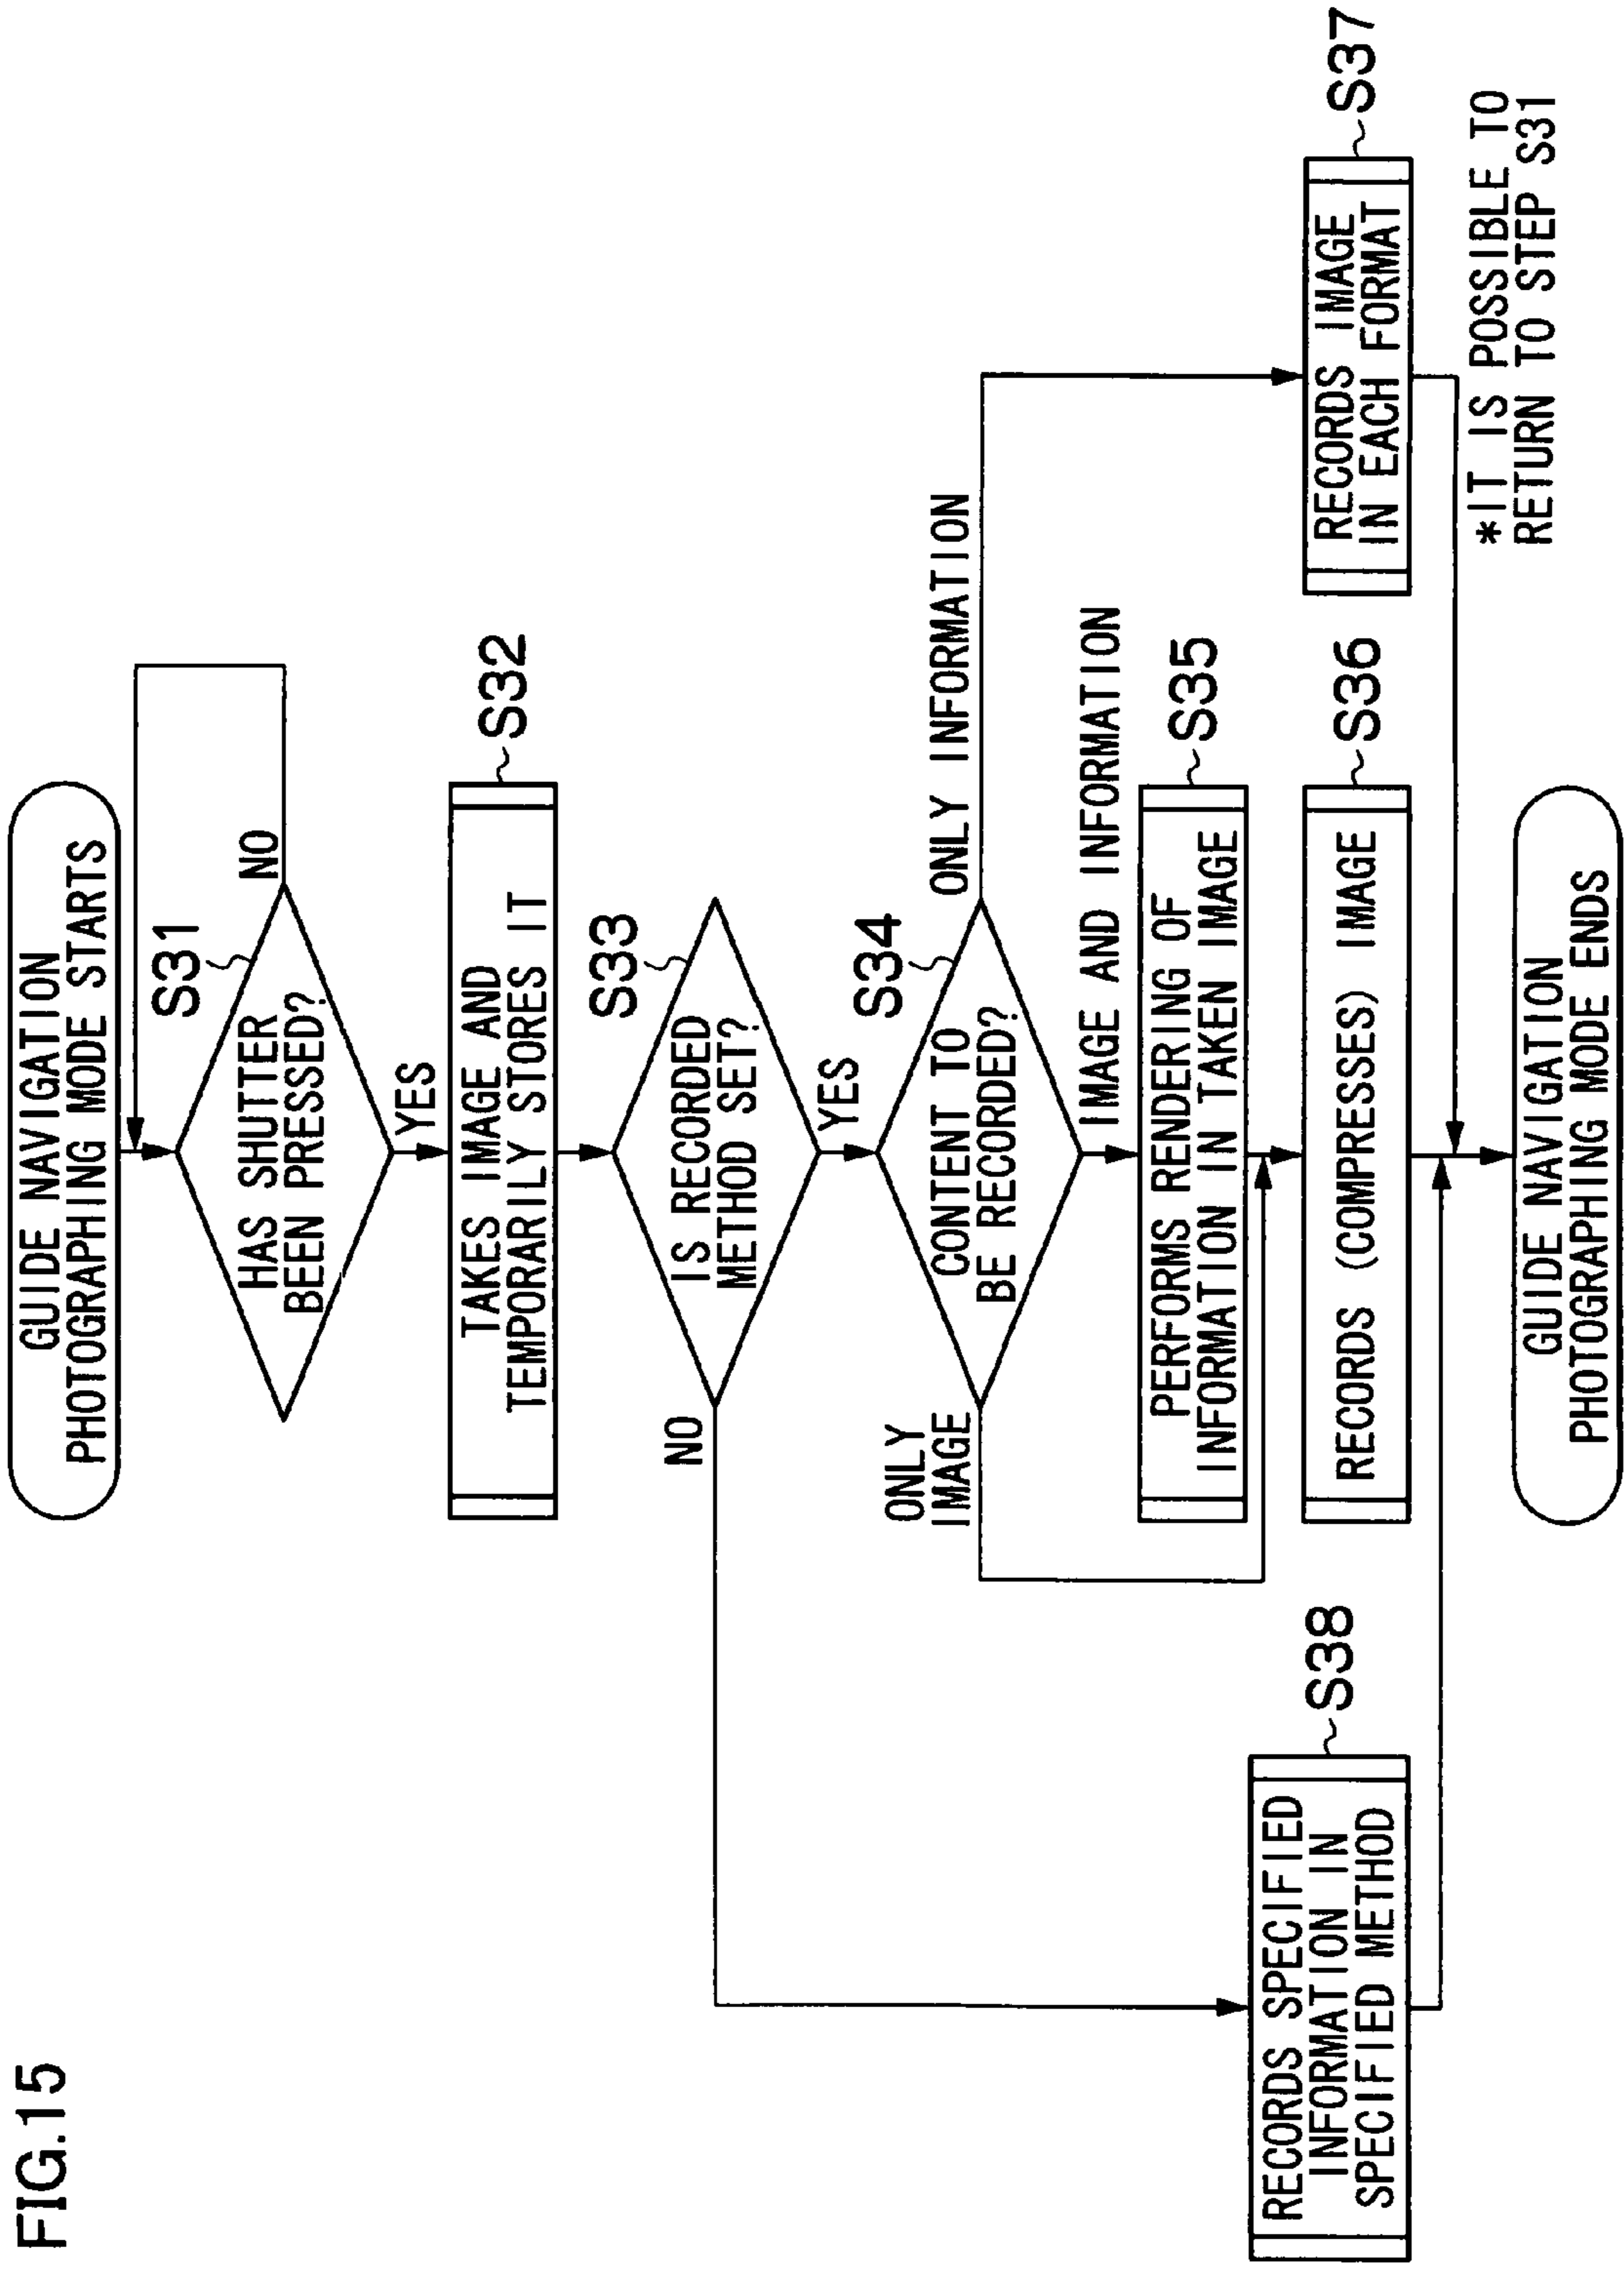 FIG.15
GUIDE NAVIGATION
PHOTOGRAPHING MODE STARTS
S31
HAS SHUTTER
BEEN PRESSED?
NO
YES
S32
TAKES IMAGE AND
TEMPORARILY STORES IT
S33
IS RECORDED
METHOD SET?
NO
YES
S34
CONTENT TO
BE RECORDED?
ONLY
IMAGE
ONLY INFORMATION
IMAGE AND INFORMATION
S35
PERFORMS RENDERING OF
INFORMATION IN TAKEN IMAGE
S38
RECORDS SPECIFIED
INFORMATION IN
SPECIFIED METHOD
S36
RECORDS (COMPRESSES) IMAGE
S37
RECORDS IMAGE
IN EACH FORMAT
*IT IS POSSIBLE TO
RETURN TO STEP S31
GUIDE NAVIGATION
PHOTOGRAPHING MODE ENDS